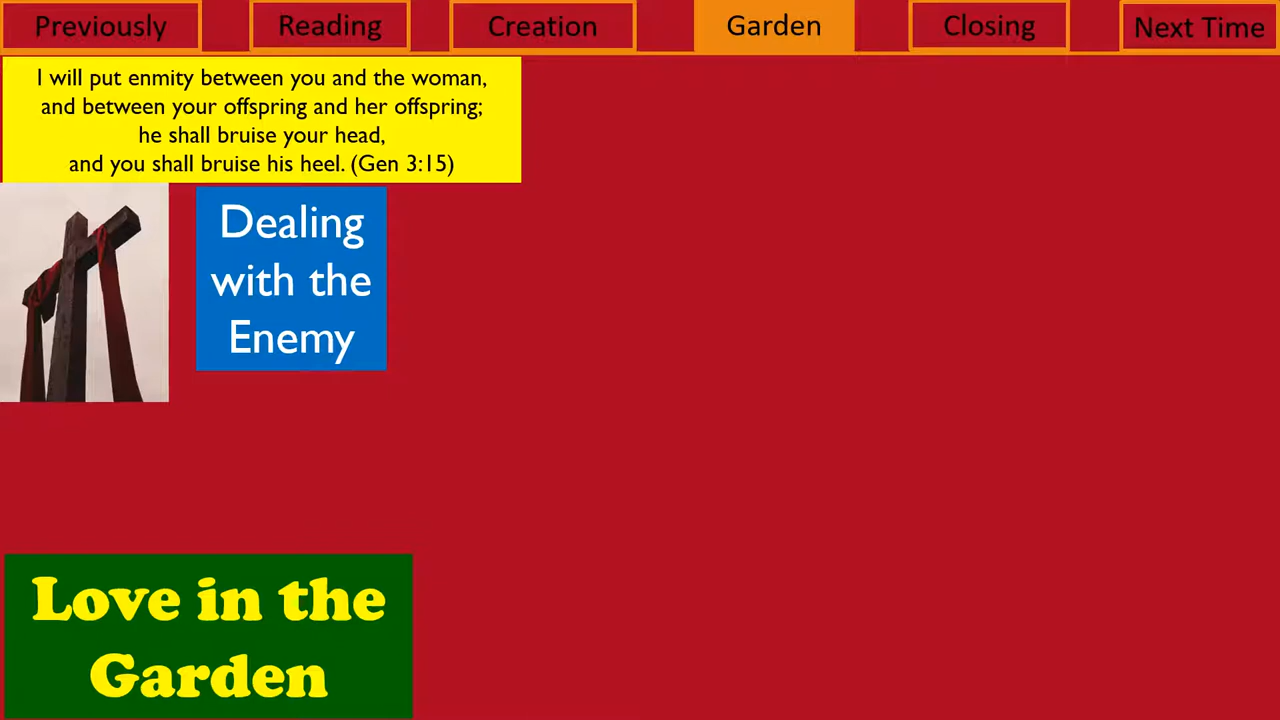 Previously
Reading
Creation
Garden
Closing
Next Time
I will put enmity between you and the woman,
and between your offspring and her offspring;
he shall bruise your head,
and you shall bruise his heel. (Gen 3:15)
Dealing
with the
Enemy
Love in the
Garden